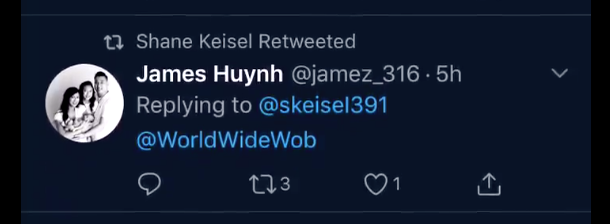 Shane Keisel Retweeted
James Huynh @jamez_316 · 5h
Replying to @skeisel391
@WorldWideWob
3 1